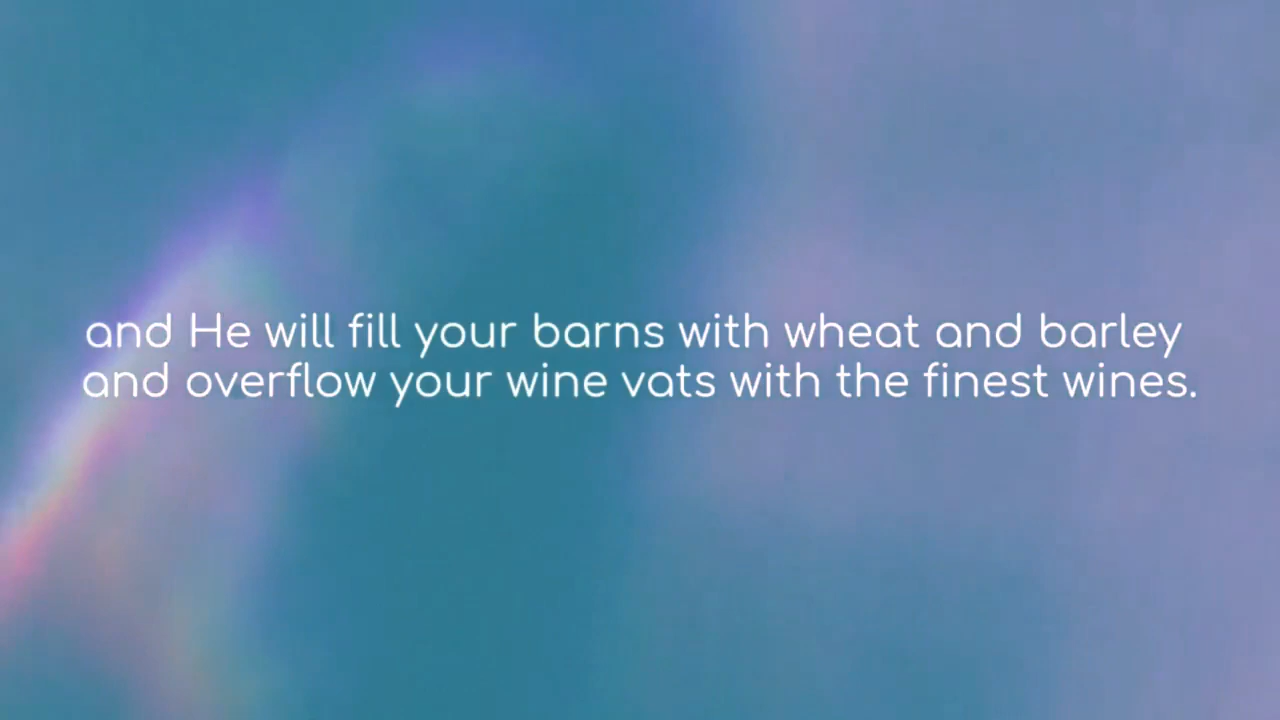 and He will fill your barns with wheat and barley
and overflow your wine vats with the finest wines.